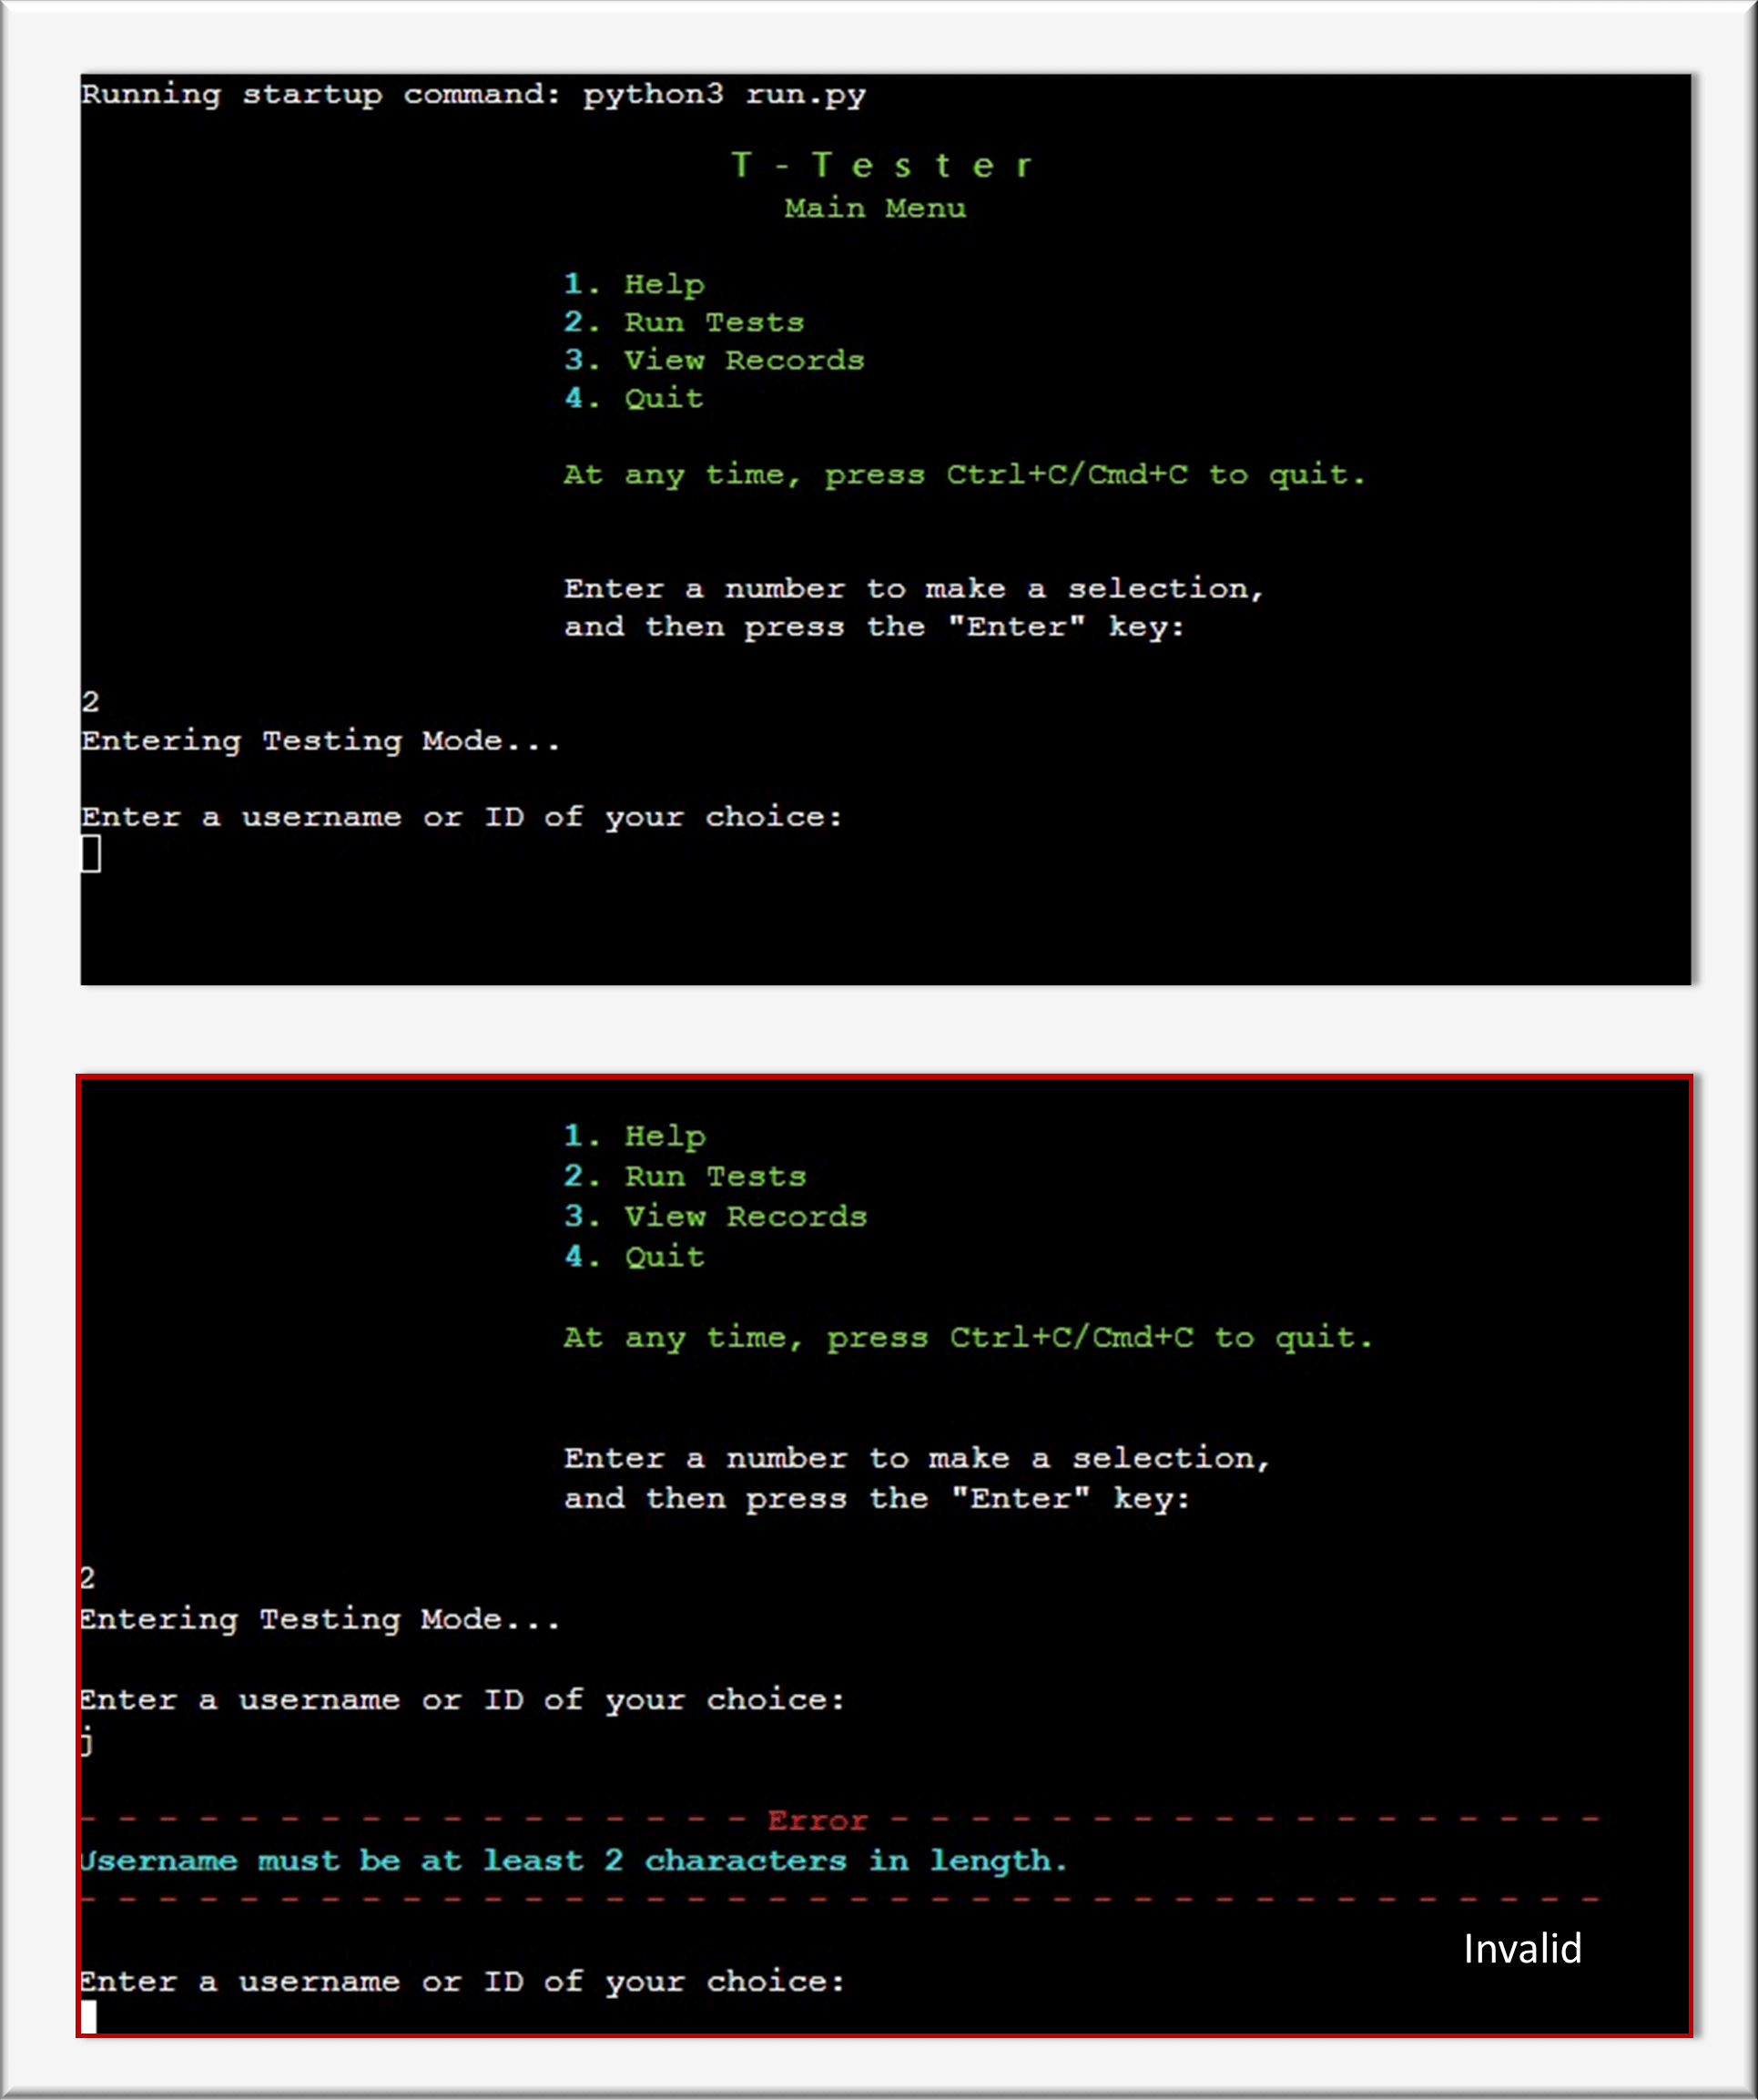 Running startup command: python3 run.py
T - T e s t e r
Main Menu
1. Help
2. Run Tests
3. View Records
4. Quit
At any time, press Ctrl+C/Cmd+C to quit.
Enter a number to make a selection,
and then press the "Enter" key:
2
Entering Testing Mode...
Enter a username or ID of your choice:
1. Help
2. Run Tests
3. View Records
4. Quit
At any time, press Ctrl+C/Cmd+C to quit.
Enter a number to make a selection,
and then press the "Enter" key:
2
Entering Testing Mode...
Enter a username or ID of your choice:
j
- - - - - - - - - - - - - - - - - Error - - - - - - - - - - - - - - - - - -
Username must be at least 2 characters in length.
- - - - - - - - - - - - - - - - - - - - - - - - - - - - - - - - - - - - - -
Invalid
Enter a username or ID of your choice: